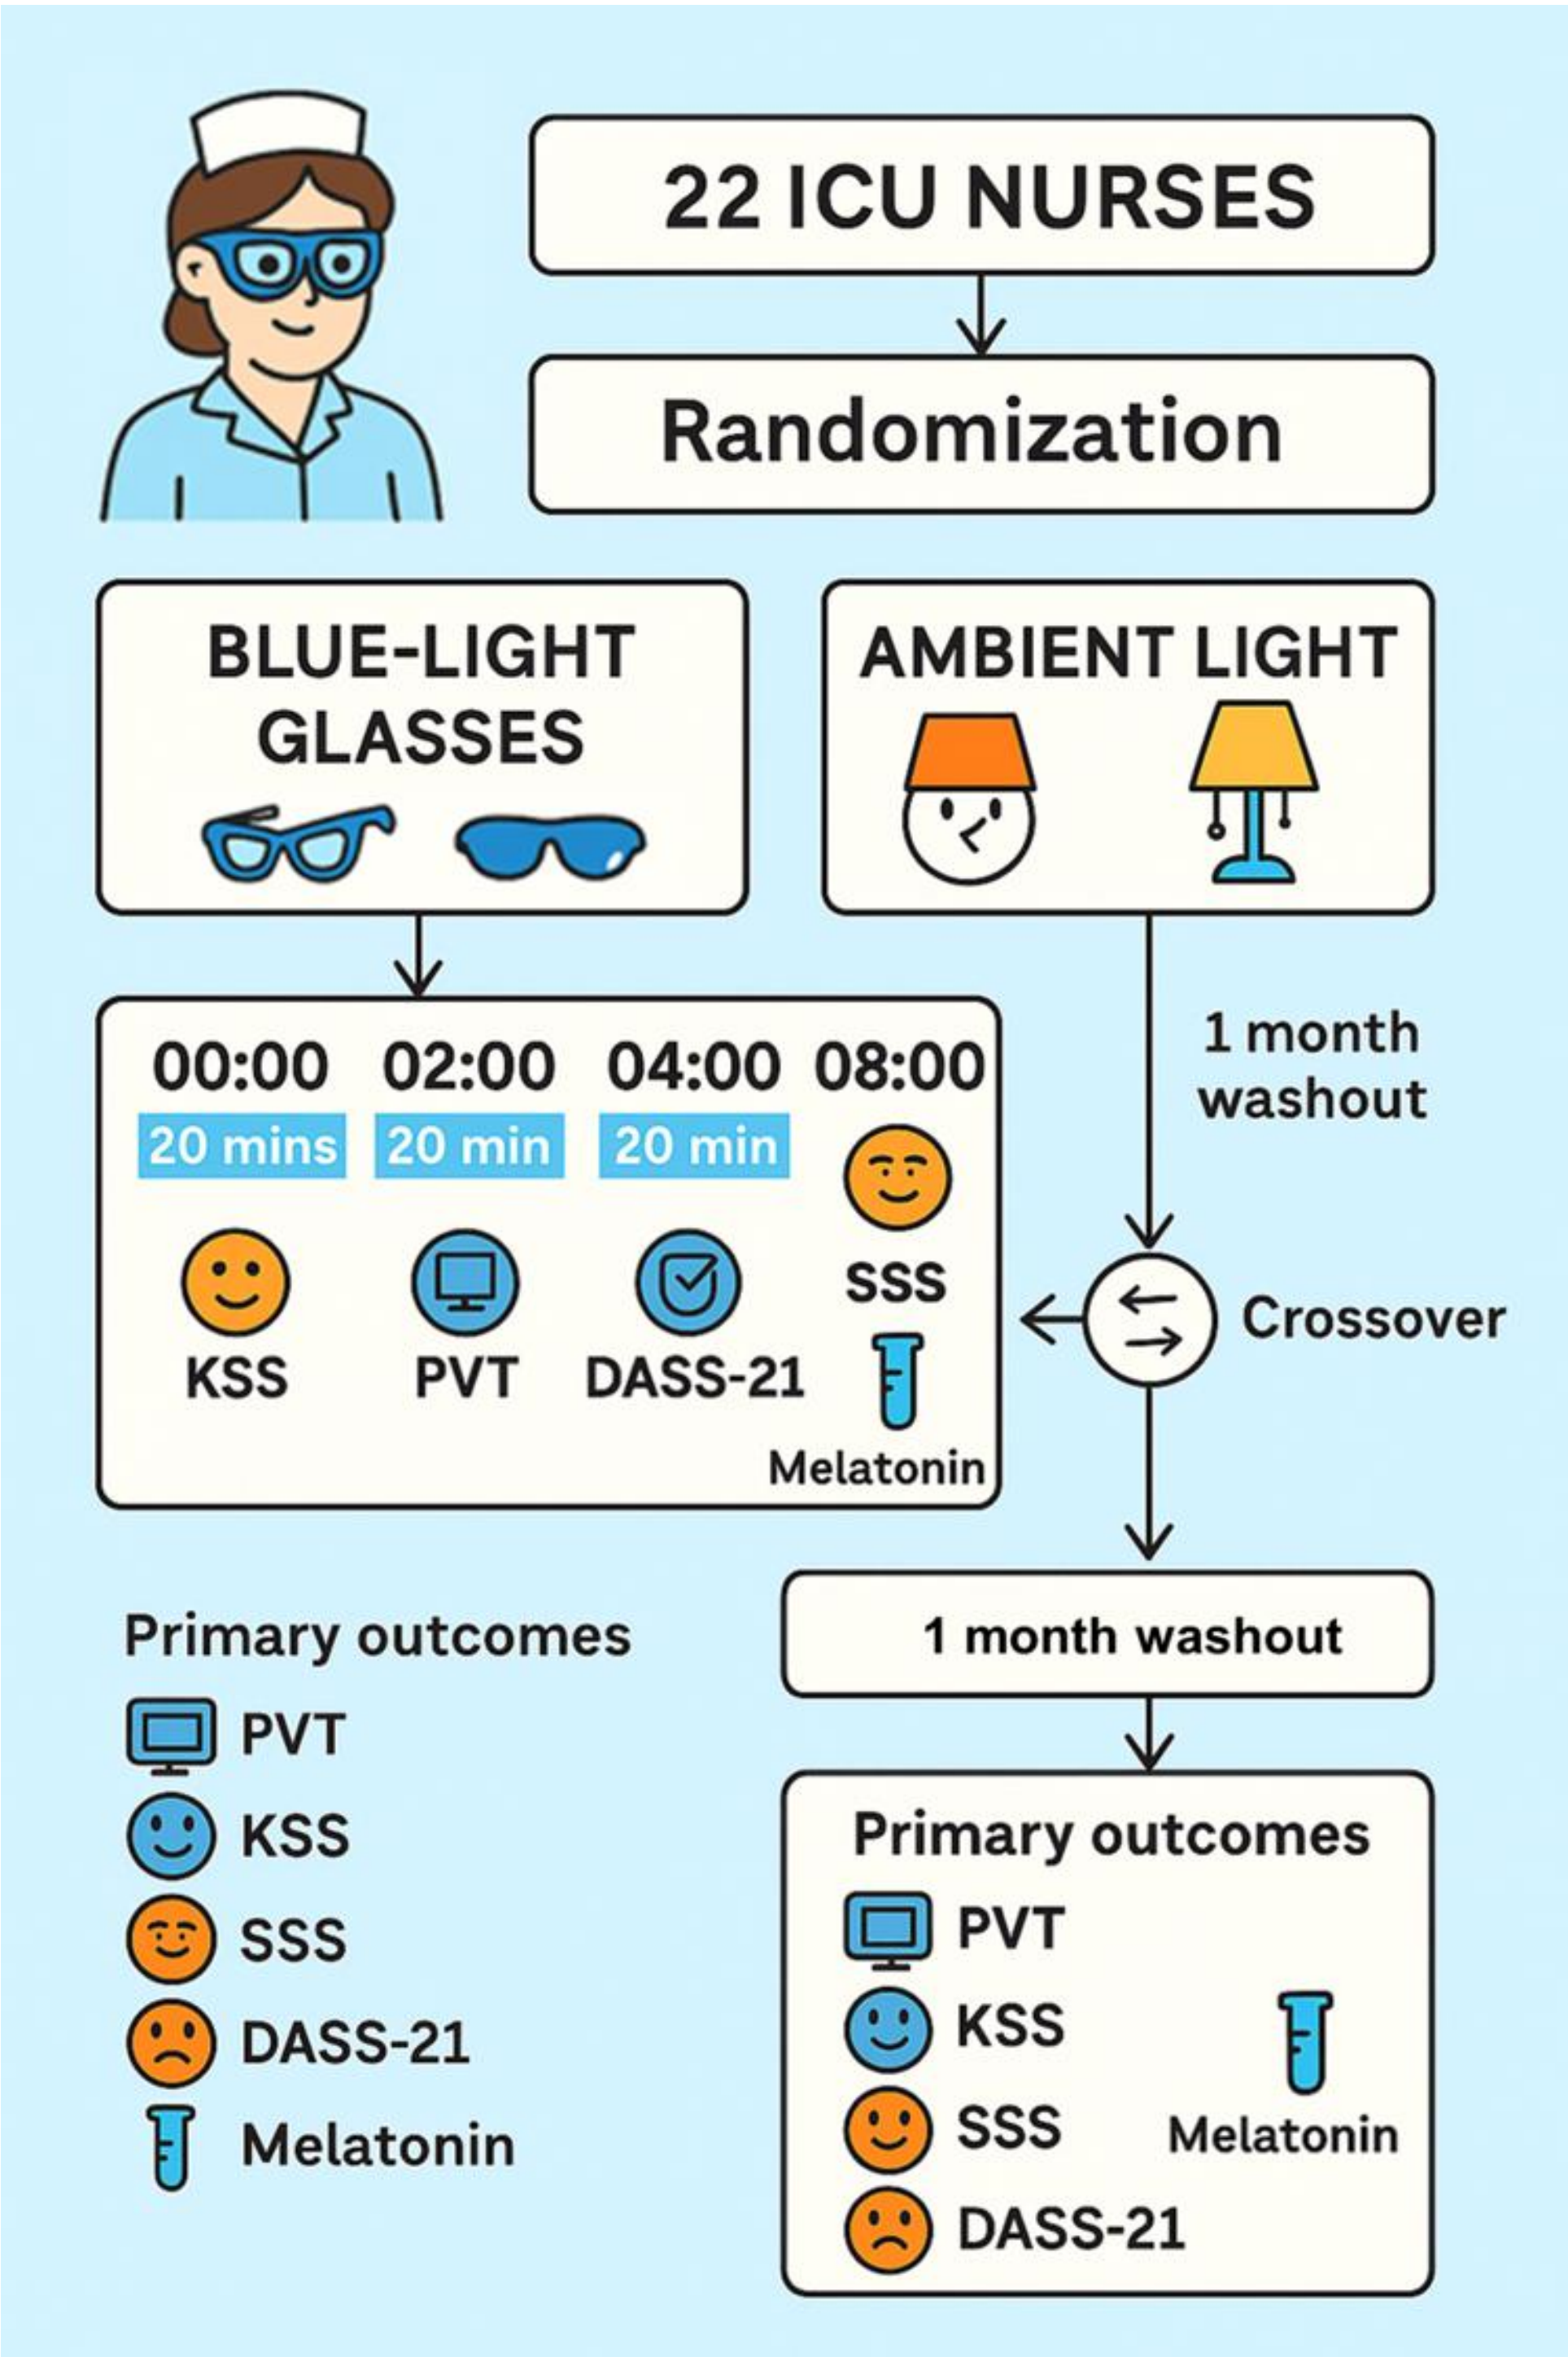 22 ICU NURSES
Randomization
BLUE-LIGHT
GLASSES
AMBIENT LIGHT
00:00 02:00 04:00 08:00
20 mins 20 min 20 min
KSS PVT DASS-21
SSS
Melatonin
1 month
washout
Crossover
1 month washout
Primary outcomes
PVT
KSS
SSS
DASS-21
Melatonin
Primary outcomes
PVT
KSS
SSS
Melatonin
DASS-21